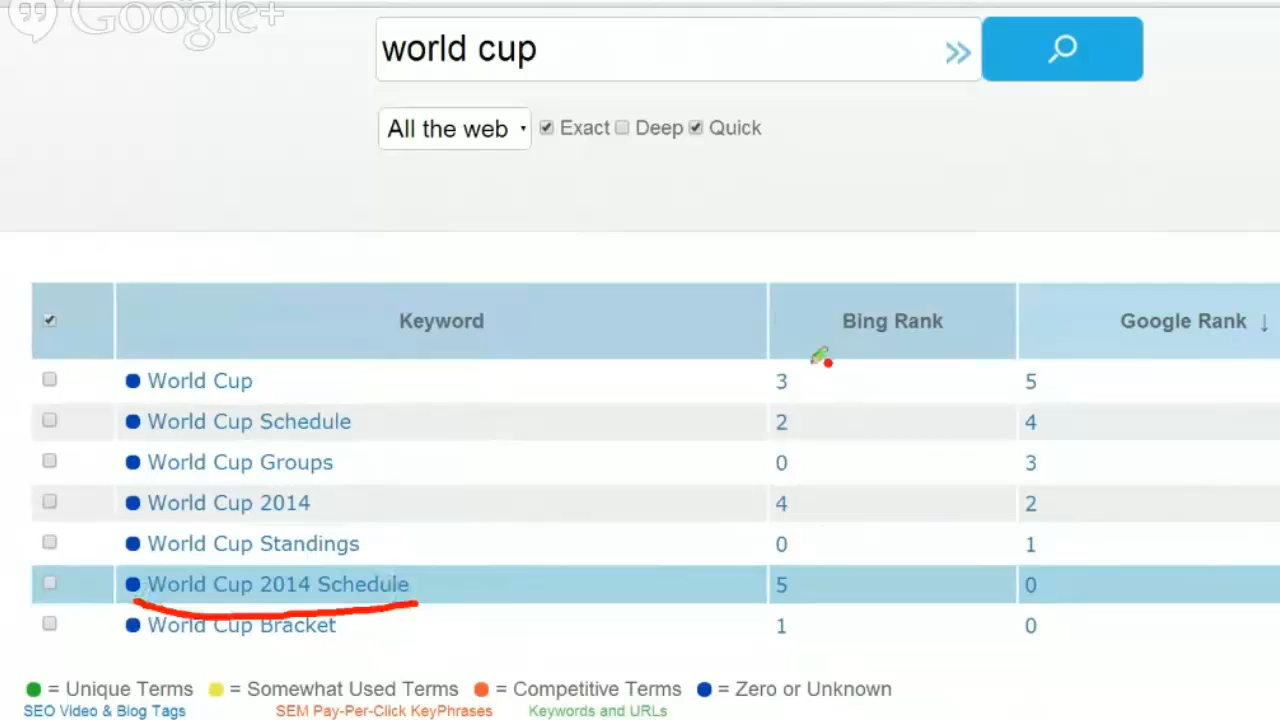 Google+
world cup
All the web Exact Deep Quick
Keyword Bing Rank Google Rank ↓
World Cup 3 5
World Cup Schedule 2 4
World Cup Groups 0 3
World Cup 2014 4 2
World Cup Standings 0 1
World Cup 2014 Schedule 5 0
World Cup Bracket 1 0
= Unique Terms = Somewhat Used Terms = Competitive Terms = Zero or Unknown
SEO Video & Blog Tags SEM Pay-Per-Click KeyPhrases Keywords and URLs